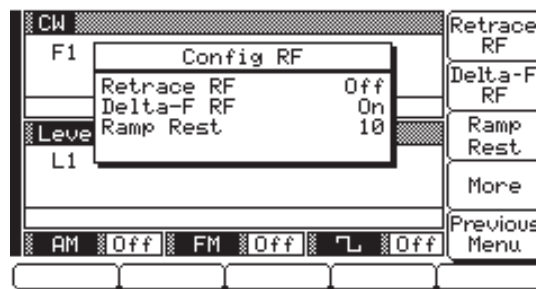 CW
F1
Config RF
Retrace RF Off
Delta-F RF On
Ramp Rest 10
Leve
L1
AM Off FM Off Off
Retrace
RF
Delta-F
RF
Ramp
Rest
More
Previous
Menu